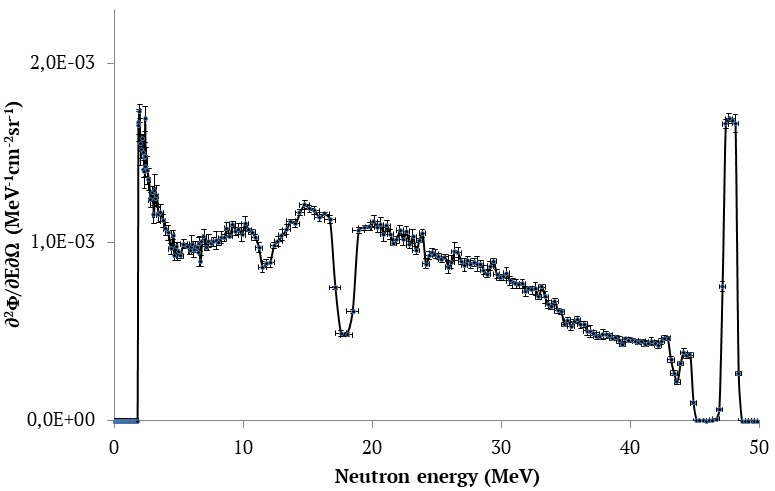 ∂²Φ/∂E∂Ω (MeV⁻¹cm⁻²sr⁻¹)
2,0E-03
1,0E-03
0,0E+00
0 10 20 30 40 50
Neutron energy (MeV)